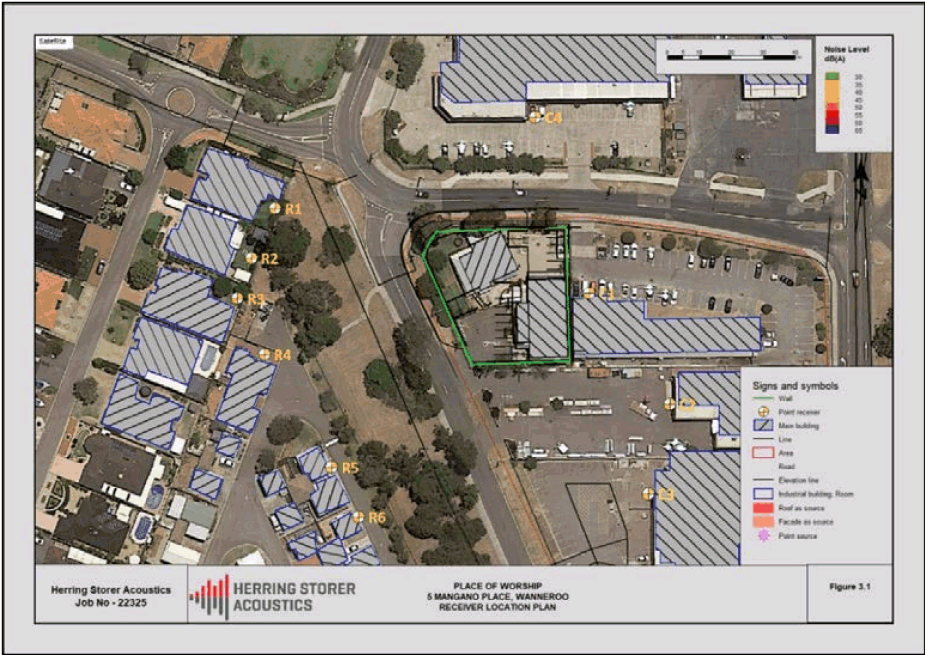 Satellite
Noise Level
dB(A)
30
35
40
45
50
55
60
65
C4
R1
R2
R3
R4
C2
R5
C3
R6
Signs and symbols
Wall
Point receiver
Main building
Line
Area
Road
Elevation line
Industrial building, Room
Roof as source
Facade as source
Point source
Herring Storer Acoustics
Job No - 22325
HERRING STORER
ACOUSTICS
PLACE OF WORSHIP
5 MANGANO PLACE, WANNEROO
RECEIVER LOCATION PLAN
Figure 3.1